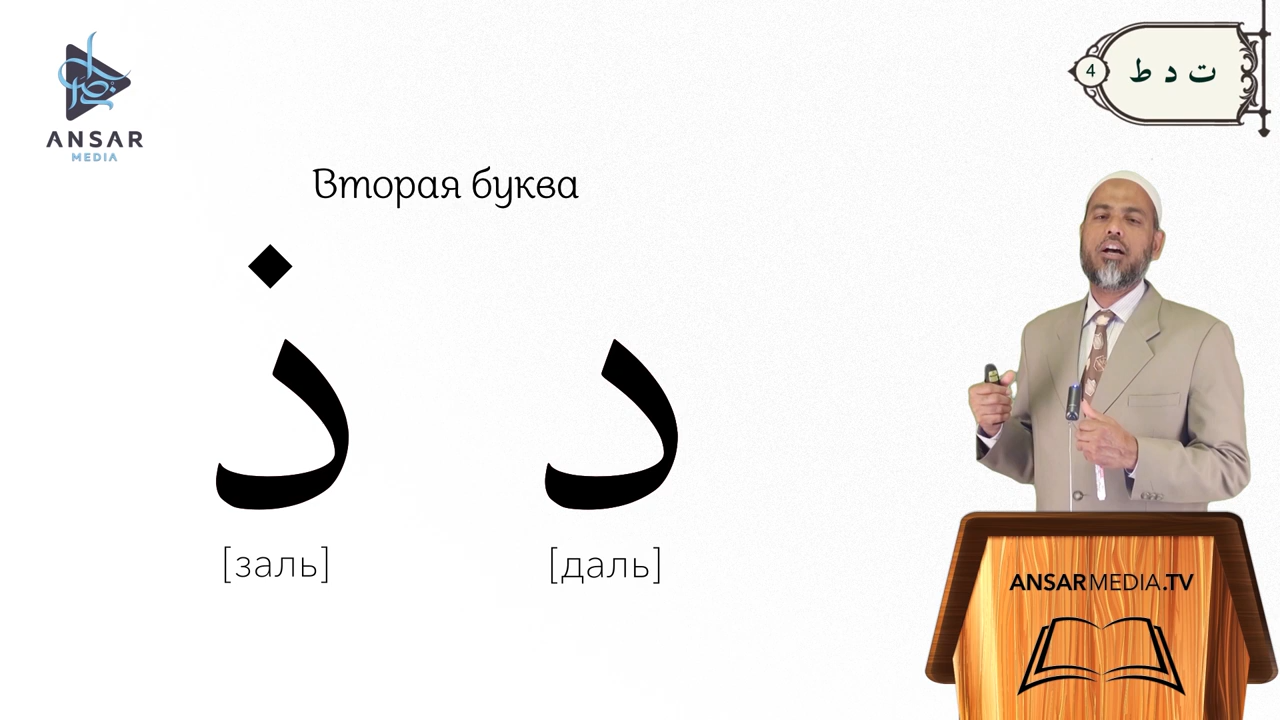 ANSAR
MEDIA
ت د ط
4
Вторая буква
د
ذ
[заль] [даль]
ANSARMEDIA.TV